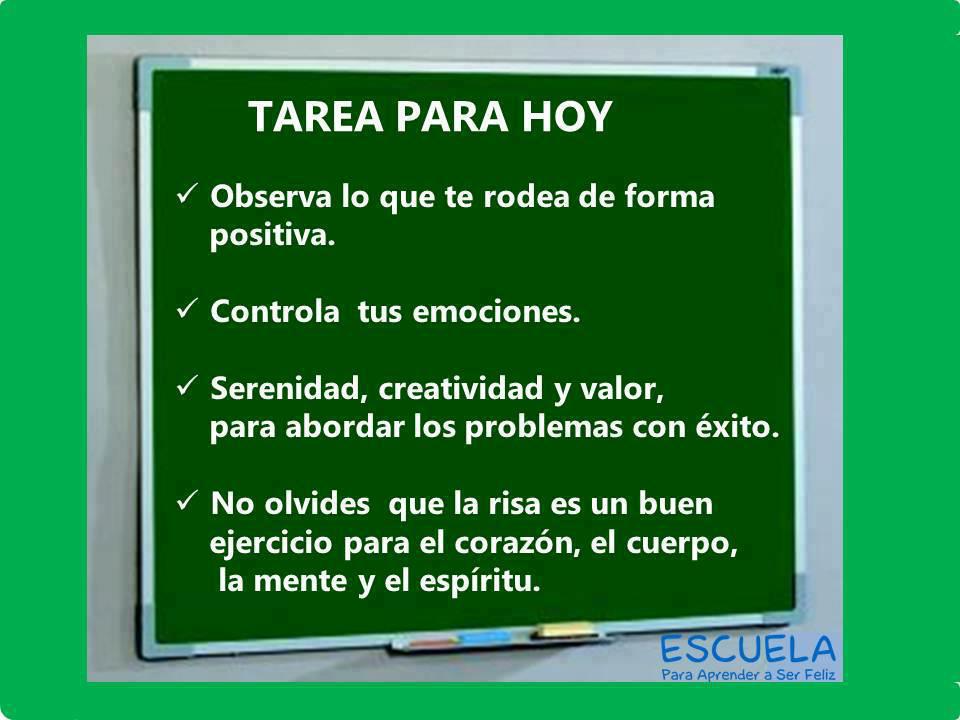 TAREA PARA HOY
✓ Observa lo que te rodea de forma
positiva.
✓ Controla tus emociones.
✓ Serenidad, creatividad y valor,
para abordar los problemas con éxito.
✓ No olvides que la risa es un buen
ejercicio para el corazón, el cuerpo,
la mente y el espíritu.
ESCUELA
Para Aprender a Ser Feliz